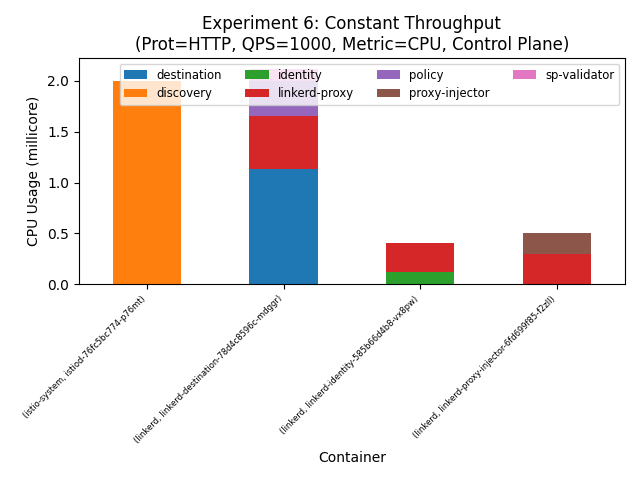 Experiment 6: Constant Throughput
(Prot=HTTP, QPS=1000, Metric=CPU, Control Plane)
destination
discovery
identity
linkerd-proxy
policy
proxy-injector
sp-validator
CPU Usage (millicore)
2.0
1.5
1.0
0.5
0.0
(istio-system, istiod-76fc5bc774-p76mt)
(linkerd, linkerd-destination-78d4c8596c-mdggr)
(linkerd, linkerd-identity-585b66d4b8-vx8pw)
(linkerd, linkerd-proxy-injector-6fd699f85-f2zll)
Container